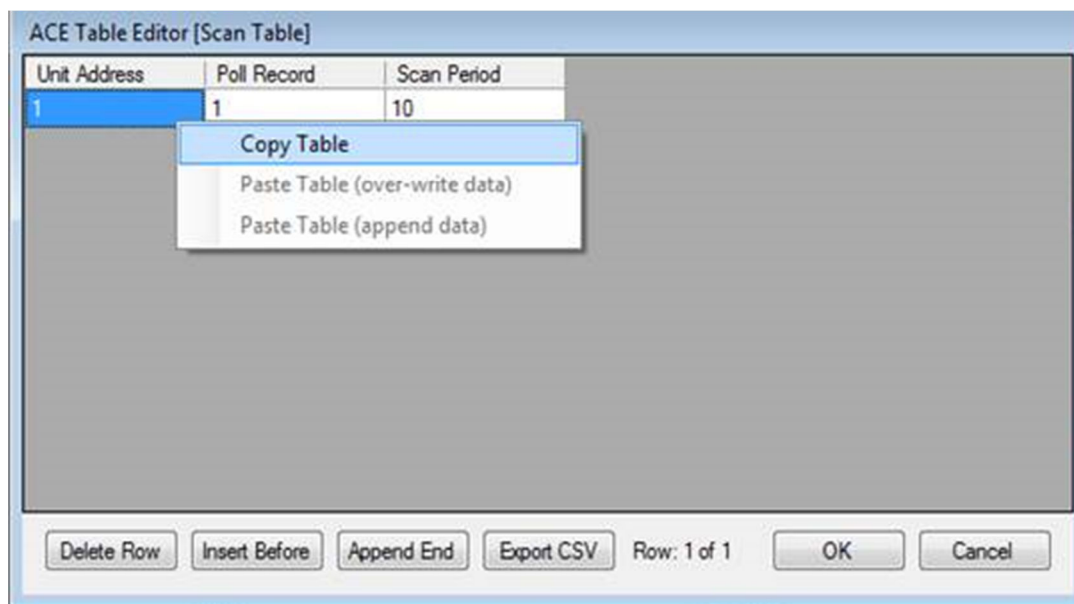 ACE Table Editor [Scan Table]
Unit Address Poll Record Scan Period
1 1 10
Copy Table
Paste Table (over-write data)
Paste Table (append data)
Delete Row Insert Before Append End Export CSV Row: 1 of 1 OK Cancel